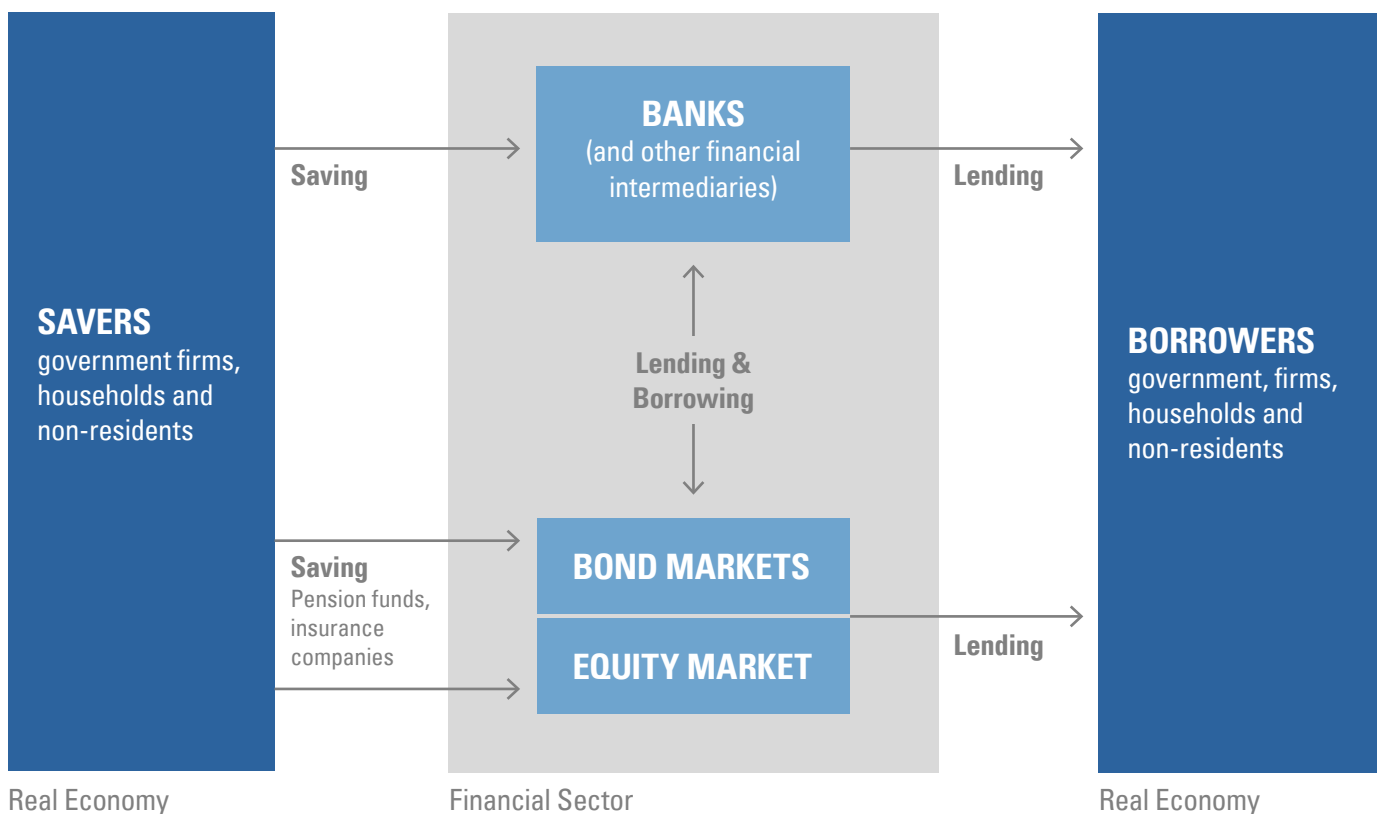 SAVERS
government firms,
households and
non-residents
Saving
Saving
Pension funds,
insurance
companies
BANKS
(and other financial
intermediaries)
Lending &
Borrowing
BOND MARKETS
EQUITY MARKET
Lending
Lending
BORROWERS
government, firms,
households and
non-residents
Real Economy
Financial Sector
Real Economy